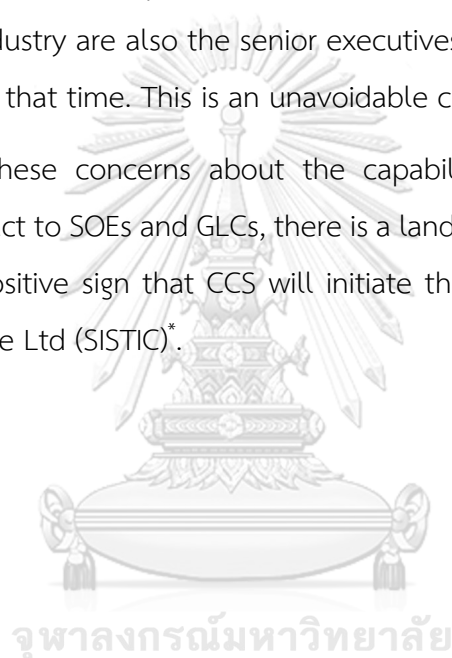 dustry are also the senior executives
that time. This is an unavoidable c
hese concerns about the capabil
ct to SOEs and GLCs, there is a land
ositive sign that CCS will initiate th
e Ltd (SISTIC)*.
จุฬาลงกรณ์มหาวิทยาลัย